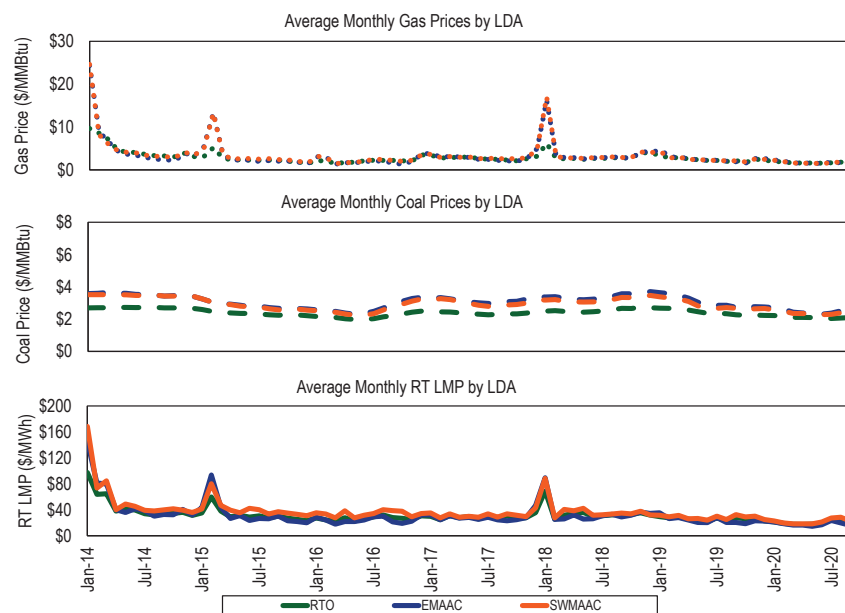 Average Monthly Gas Prices by LDA
Gas Price ($/MMBtu)
$30
$20
$10
$0
Average Monthly Coal Prices by LDA
Coal Price ($/MMBtu)
$8
$6
$4
$2
$0
Average Monthly RT LMP by LDA
RT LMP ($/MWh)
$200
$160
$120
$80
$40
$0
Jan-14
Jul-14
Jan-15
Jul-15
Jan-16
Jul-16
Jan-17
Jul-17
Jan-18
Jul-18
Jan-19
Jul-19
Jan-20
Jul-20
RTO EMAAC SWMAAC